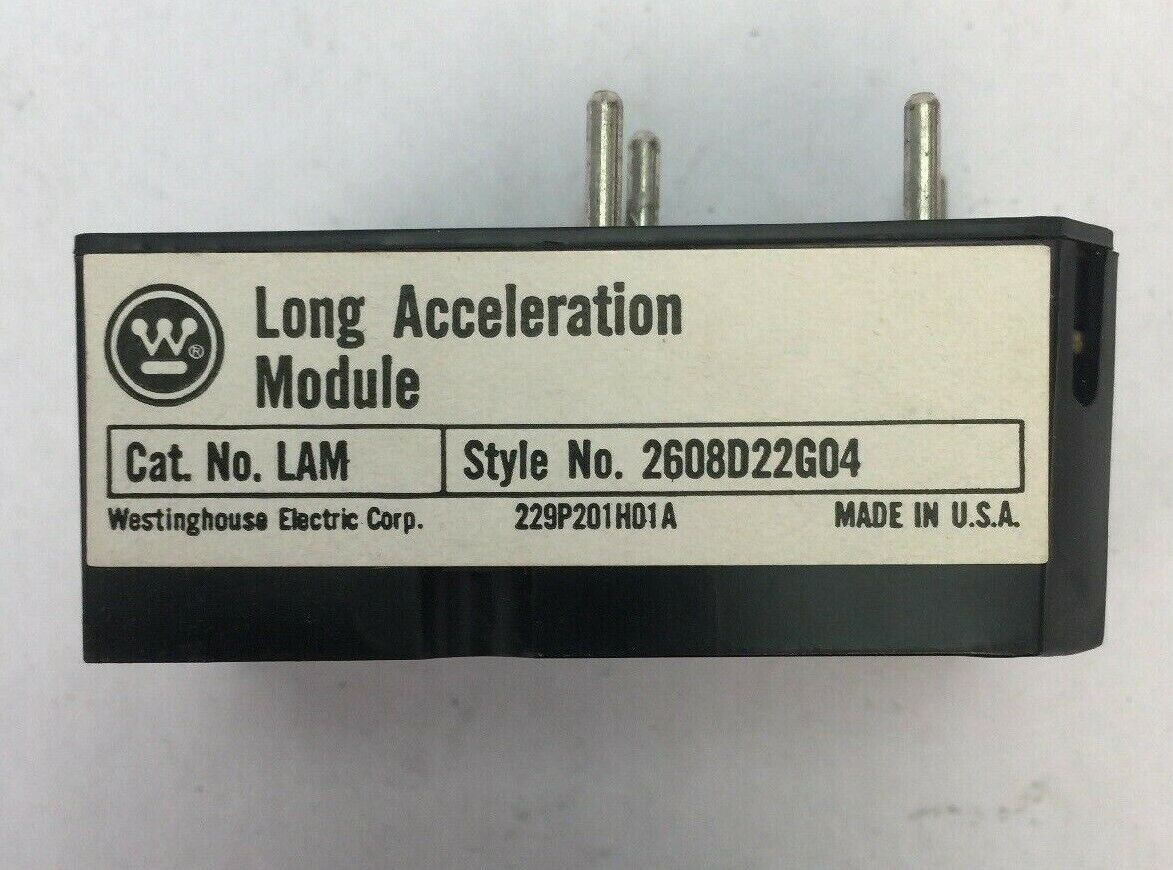 W ®
Long Acceleration
Module
Cat. No. LAM
Style No. 2608D22G04
Westinghouse Electric Corp. 229P201H01A MADE IN U.S.A.